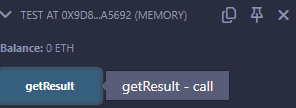 TEST AT 0X9D8...A5692 (MEMORY)
Balance: 0 ETH
getResult
getResult - call